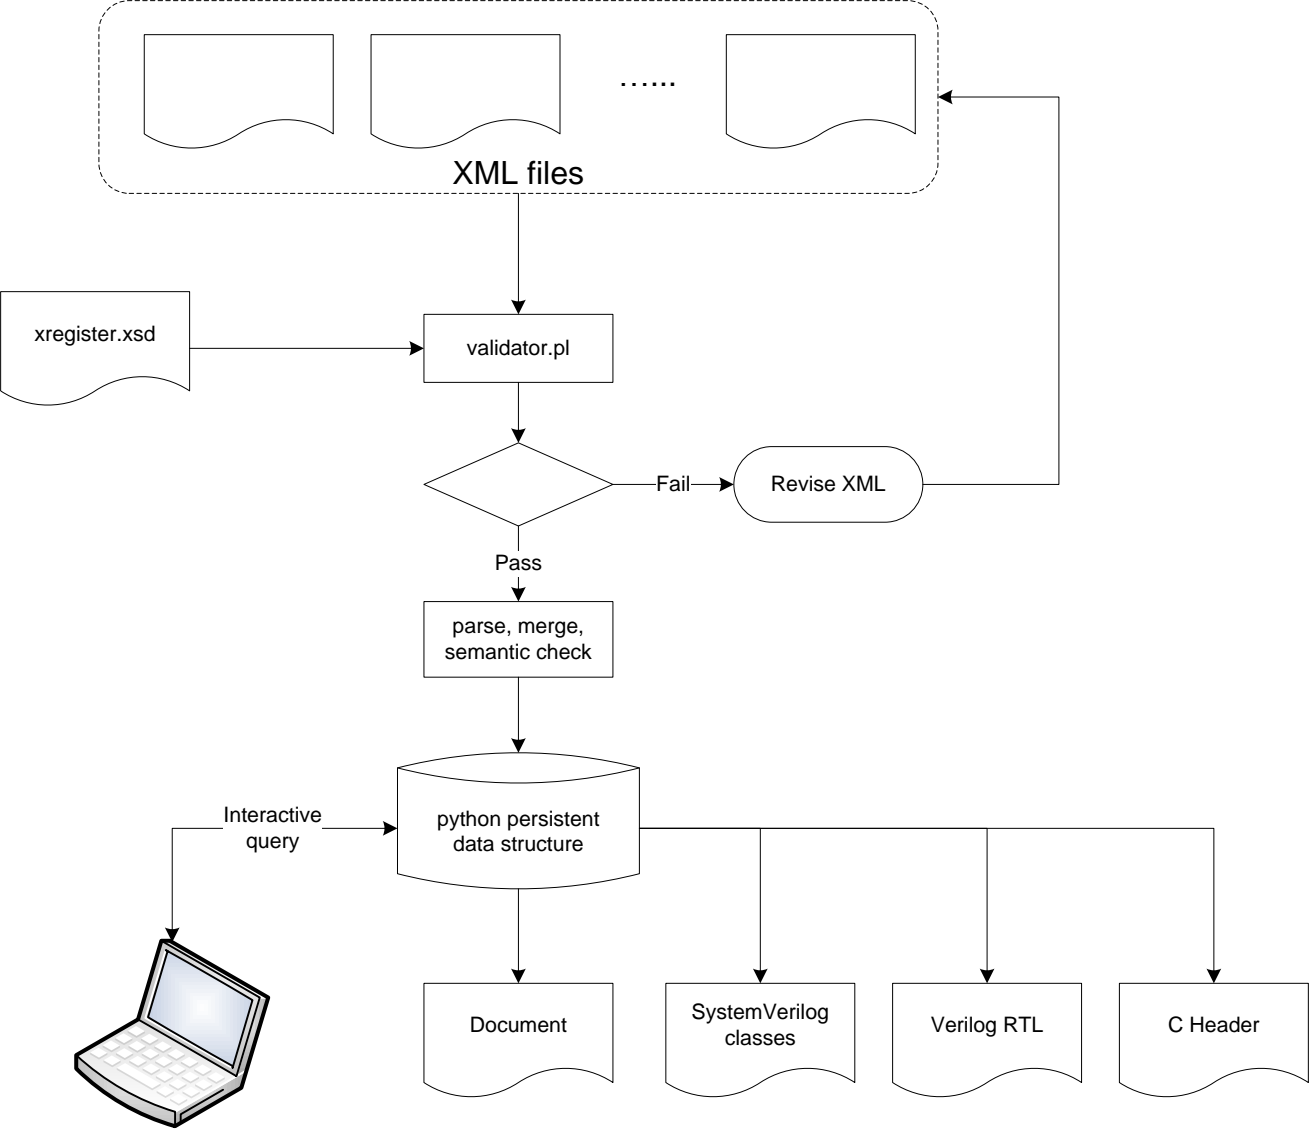 ......
XML files
xregister.xsd
validator.pl
Fail
Revise XML
Pass
parse, merge,
semantic check
Interactive
query
python persistent
data structure
Document
SystemVerilog
classes
Verilog RTL
C Header